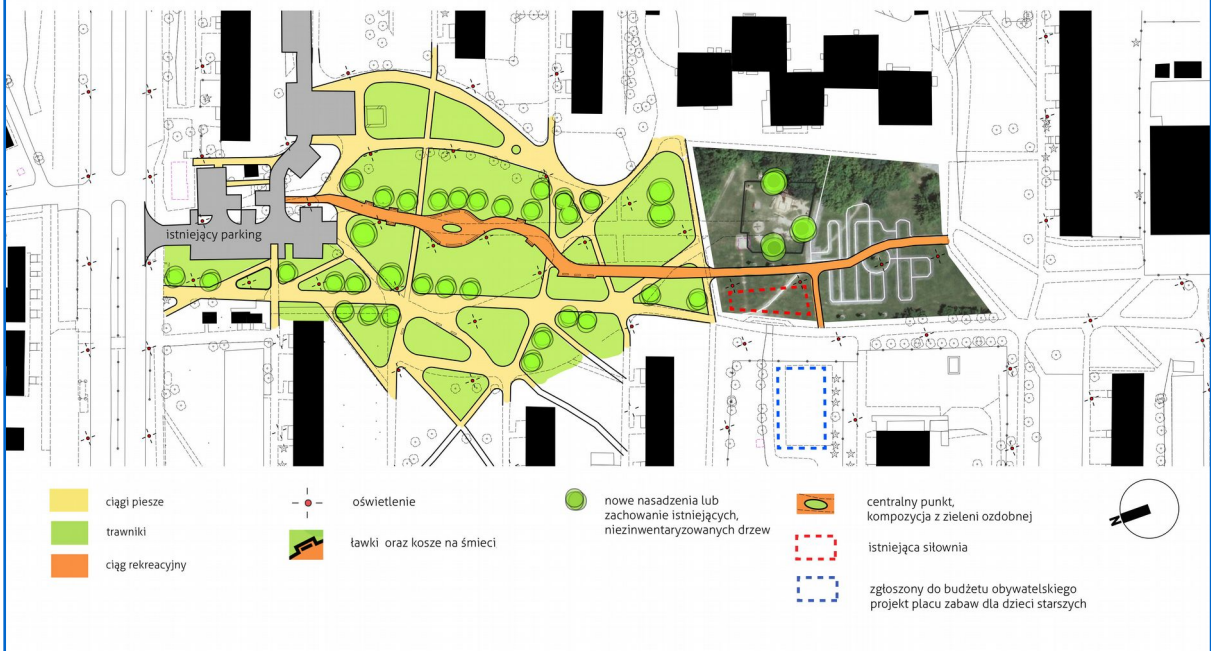 istniejący parking
ciągi piesze
trawniki
ciąg rekreacyjny
oświetlenie
ławki oraz kosze na śmieci
nowe nasadzenia lub
zachowanie istniejących,
niezinwentaryzowanych drzew
centralny punkt,
kompozycja z zieleni ozdobnej
istniejąca siłownia
zgłoszony do budżetu obywatelskiego
projekt placu zabaw dla dzieci starszych
N